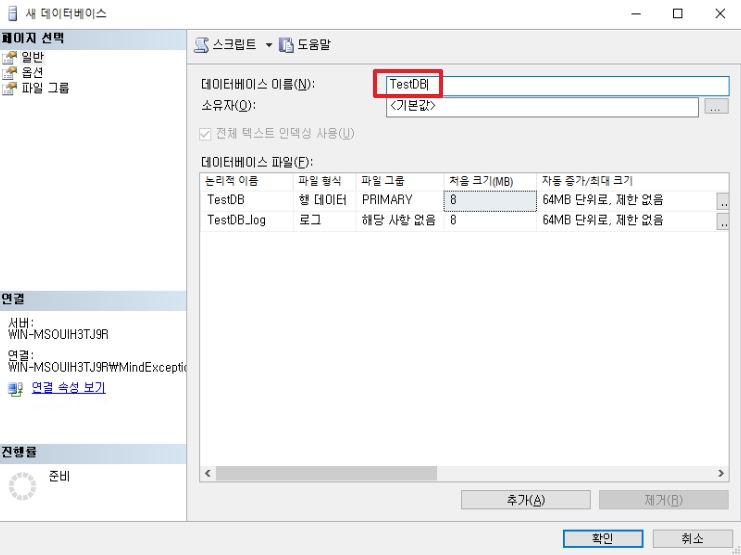 새 데이터베이스
페이지 선택
일반
옵션
파일 그룹
스크립트 도움말
데이터베이스 이름(N): TestDB
소유자(O): <기본값> ...
전체 텍스트 인덱싱 사용(U)
데이터베이스 파일(F):
논리적 이름 파일 형식 파일 그룹 처음 크기(MB) 자동 증가/최대 크기
TestDB 행 데이터 PRIMARY 8 64MB 단위로, 제한 없음 ..
TestDB_log 로그 해당 사항 없음 8 64MB 단위로, 제한 없음 ..
연결
서버:
WIN-MSOUIH3TJ9R
연결:
WIN-MSOUIH3TJ9R₩MindExceptio
연결 속성 보기
진행률
준비
추가(A) 제거(R)
확인 취소